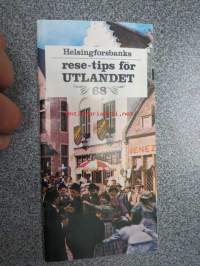 Helsingforsbanks
rese-tips för
UTLANDET
68